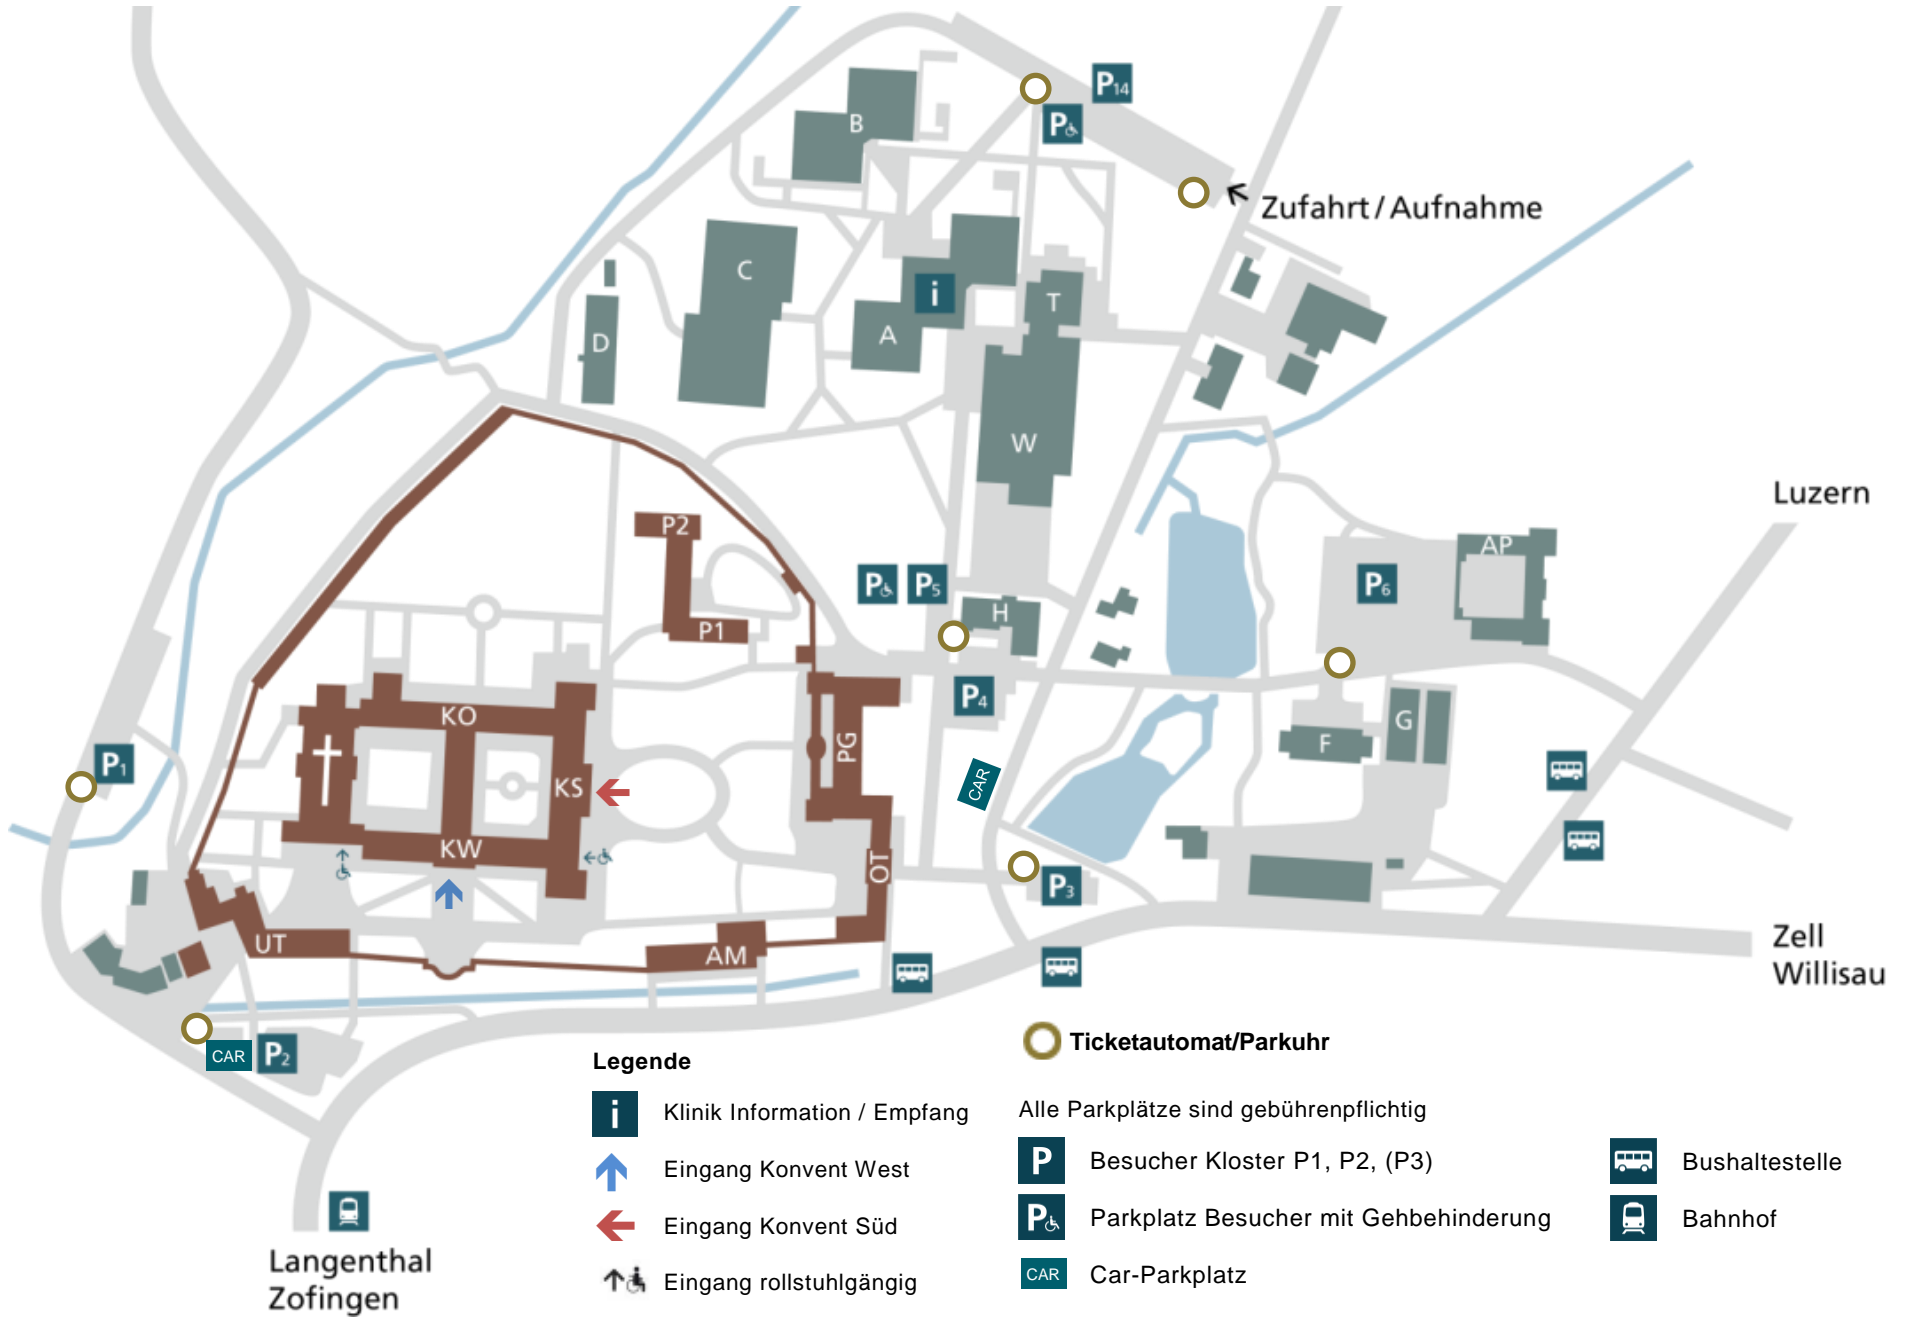 P14
B
P
Zufahrt / Aufnahme
C
i
T
D
A
W
Luzern
P2
AP
P
P5
P6
H
P1
P4
KO
G
PG
F
P1
KS
CAR
KW
OT
P3
UT
AM
Zell
Willisau
CAR
P2
Langenthal
Zofingen
Legende
i Klinik Information / Empfang
Eingang Konvent West
Eingang Konvent Süd
Eingang rollstuhlgängig
Ticketautomat/Parkuhr
Alle Parkplätze sind gebührenpflichtig
P Besucher Kloster P1, P2, (P3)
P Parkplatz Besucher mit Gehbehinderung
CAR Car-Parkplatz
Bushaltestelle
Bahnhof